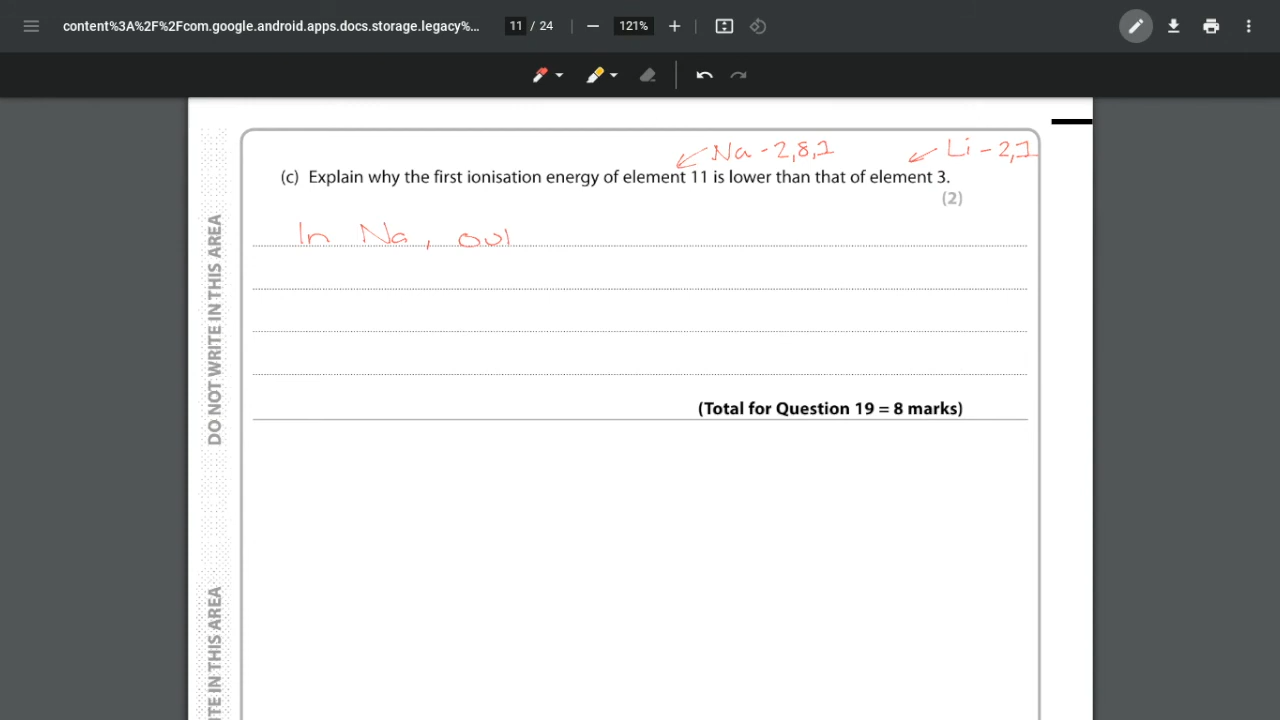 content%3A%2F%2Fcom.google.android.apps.docs.storage.legacy%...
11 / 24
121%
Na - 2,8,1
Li - 2,1
(c) Explain why the first ionisation energy of element 11 is lower than that of element 3.
(2)
In Na, out
(Total for Question 19 = 8 marks)
DO NOT WRITE IN THIS AREA
TE IN THIS AREA